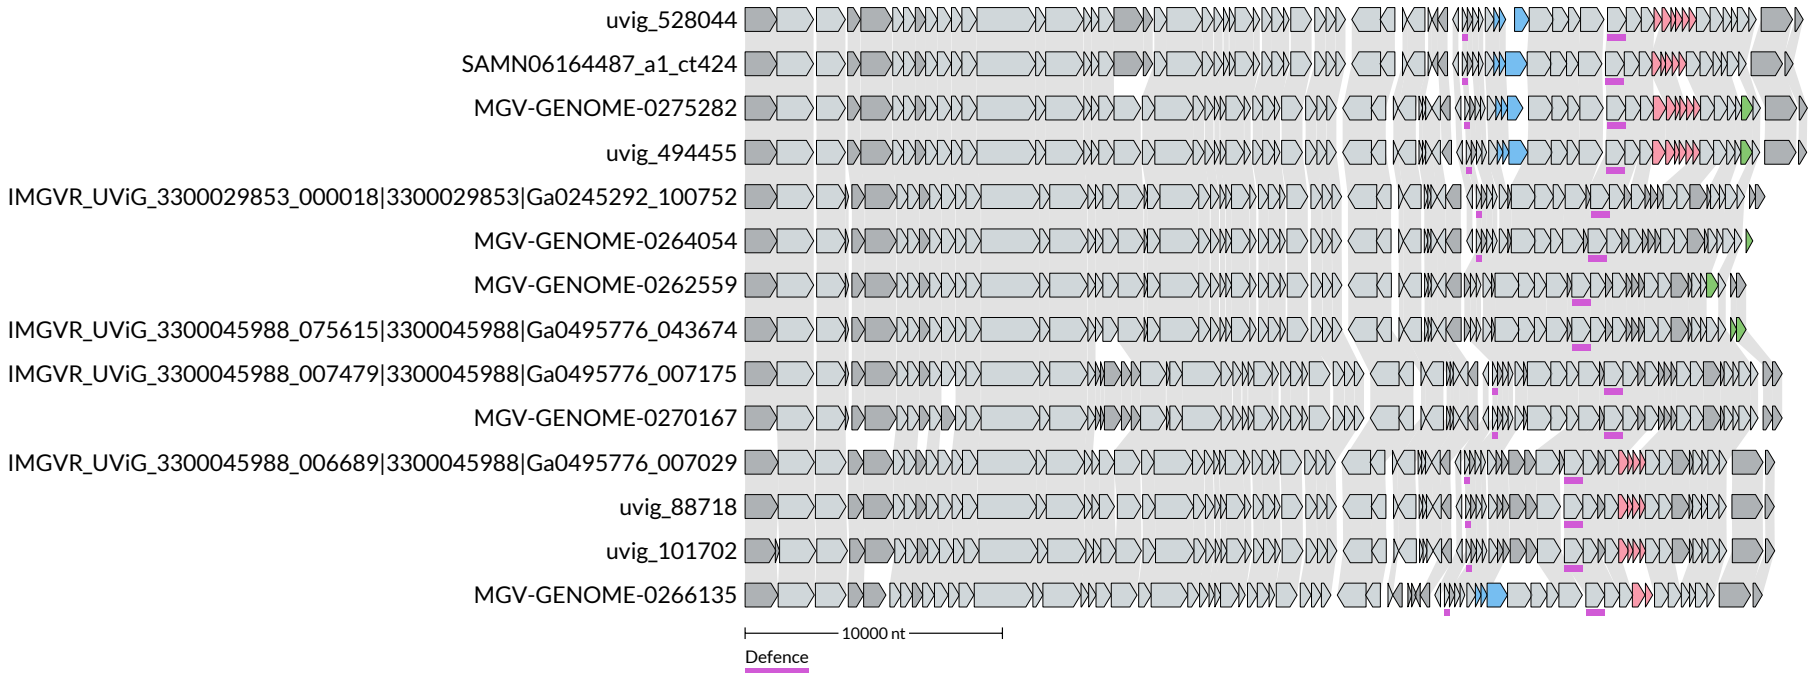 uvig_528044
SAMN06164487_a1_ct424
MGV-GENOME-0275282
uvig_494455
IMGVR_UViG_3300029853_000018|3300029853|Ga0245292_100752
MGV-GENOME-0264054
MGV-GENOME-0262559
IMGVR_UViG_3300045988_075615|3300045988|Ga0495776_043674
IMGVR_UViG_3300045988_007479|3300045988|Ga0495776_007175
MGV-GENOME-0270167
IMGVR_UViG_3300045988_006689|3300045988|Ga0495776_007029
uvig_88718
uvig_101702
MGV-GENOME-0266135
10000 nt
Defence